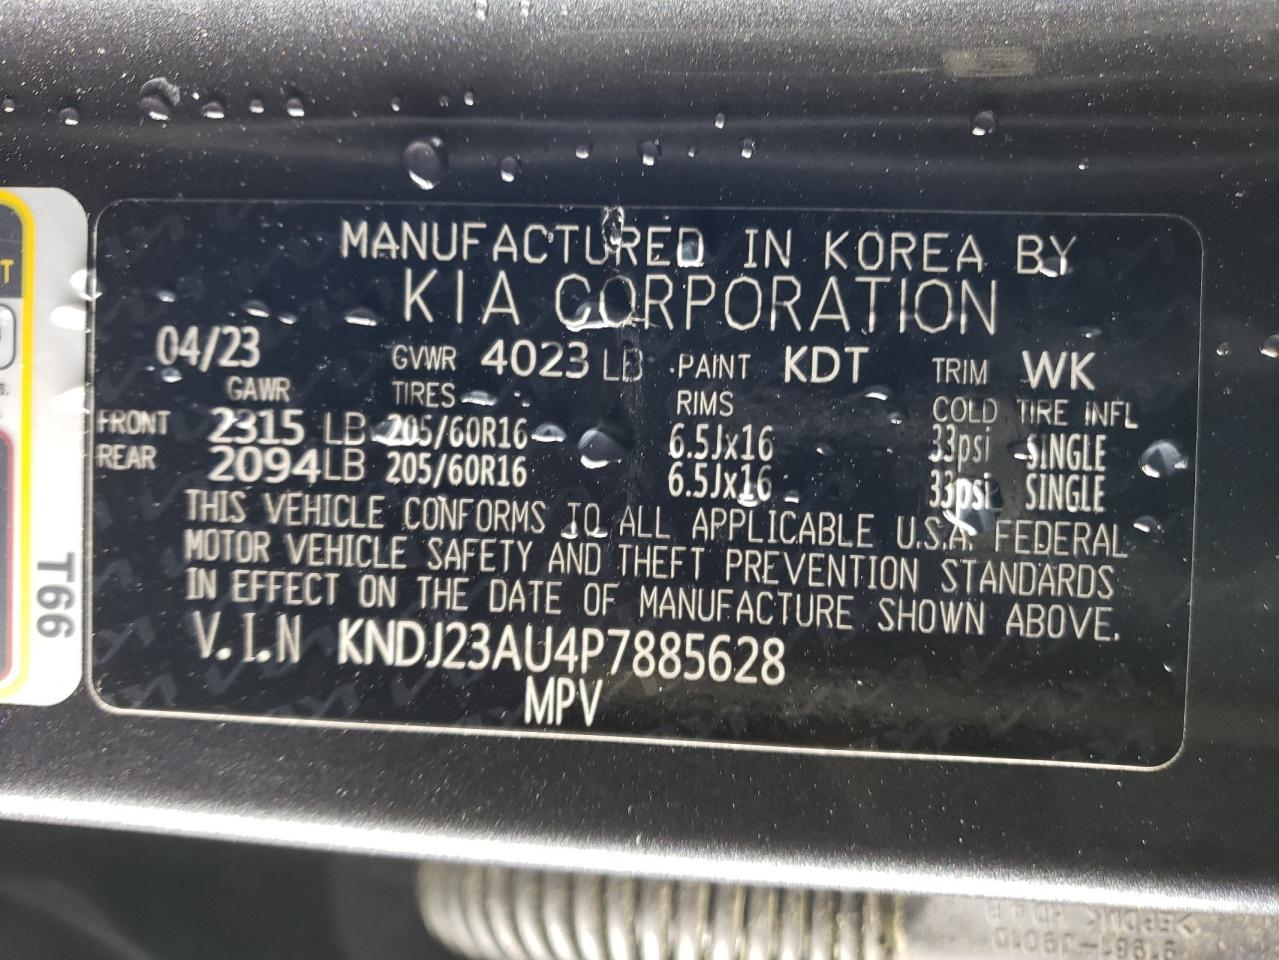 MANUFACTURED IN KOREA BY
KIA CORPORATION
04/23 GVWR 4023 LB PAINT KDT TRIM WK
GAWR TIRES RIMS COLD TIRE INFL
FRONT 2315 LB 205/60R16 6.5Jx16 33psi SINGLE
REAR 2094LB 205/60R16 6.5Jx16 33psi SINGLE
THIS VEHICLE CONFORMS TO ALL APPLICABLE U.S.A. FEDERAL
MOTOR VEHICLE SAFETY AND THEFT PREVENTION STANDARDS
IN EFFECT ON THE DATE OF MANUFACTURE SHOWN ABOVE.
V.I.N KNDJ23AU4P7885628
MPV
T66